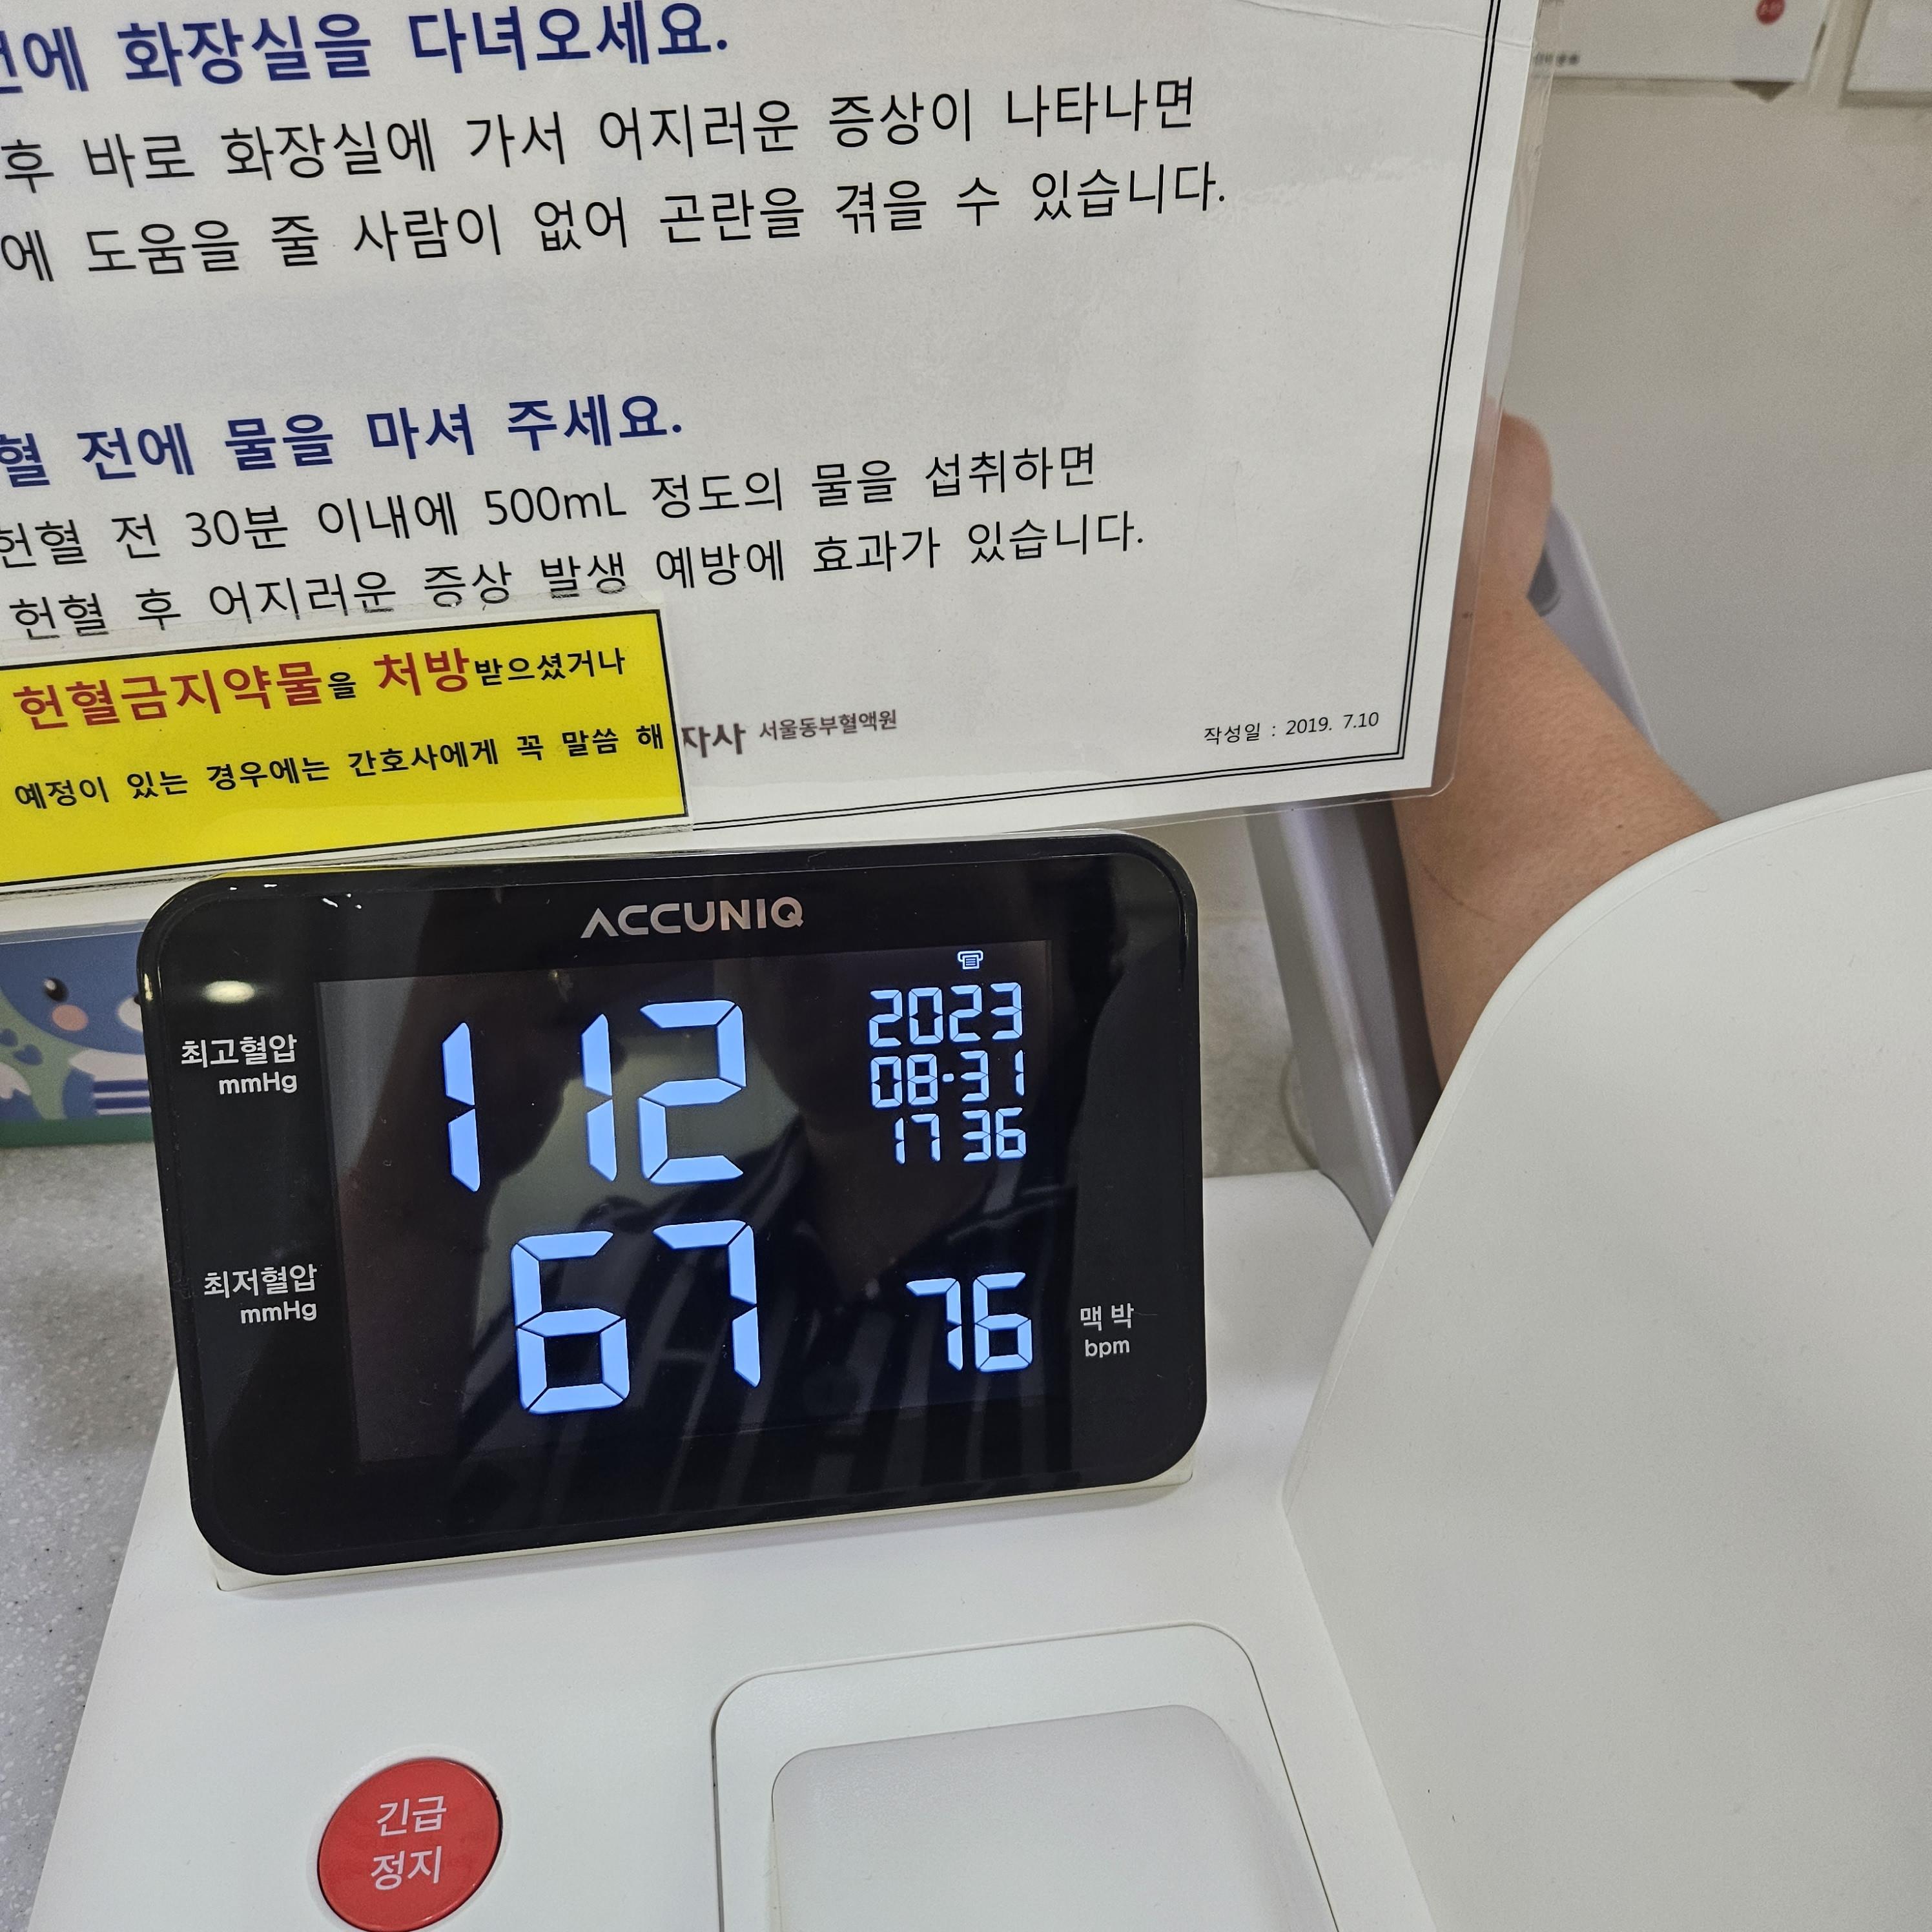 전에 화장실을 다녀오세요.
후 바로 화장실에 가서 어지러운 증상이 나타나면
에 도움을 줄 사람이 없어 곤란을 겪을 수 있습니다.
혈 전에 물을 마셔 주세요.
헌혈 전 30분 이내에 500mL 정도의 물을 섭취하면
헌혈 후 어지러운 증상 발생 예방에 효과가 있습니다.
헌혈금지약물을 처방받으셨거나
예정이 있는 경우에는 간호사에게 꼭 말씀 해
자사 서울동부혈액원
작성일 : 2019. 7.10
ACCUNIQ
최고혈압
mmHg
112
2023
08-31
17 36
최저혈압
mmHg
67
76
맥 박
bpm
긴급
정지